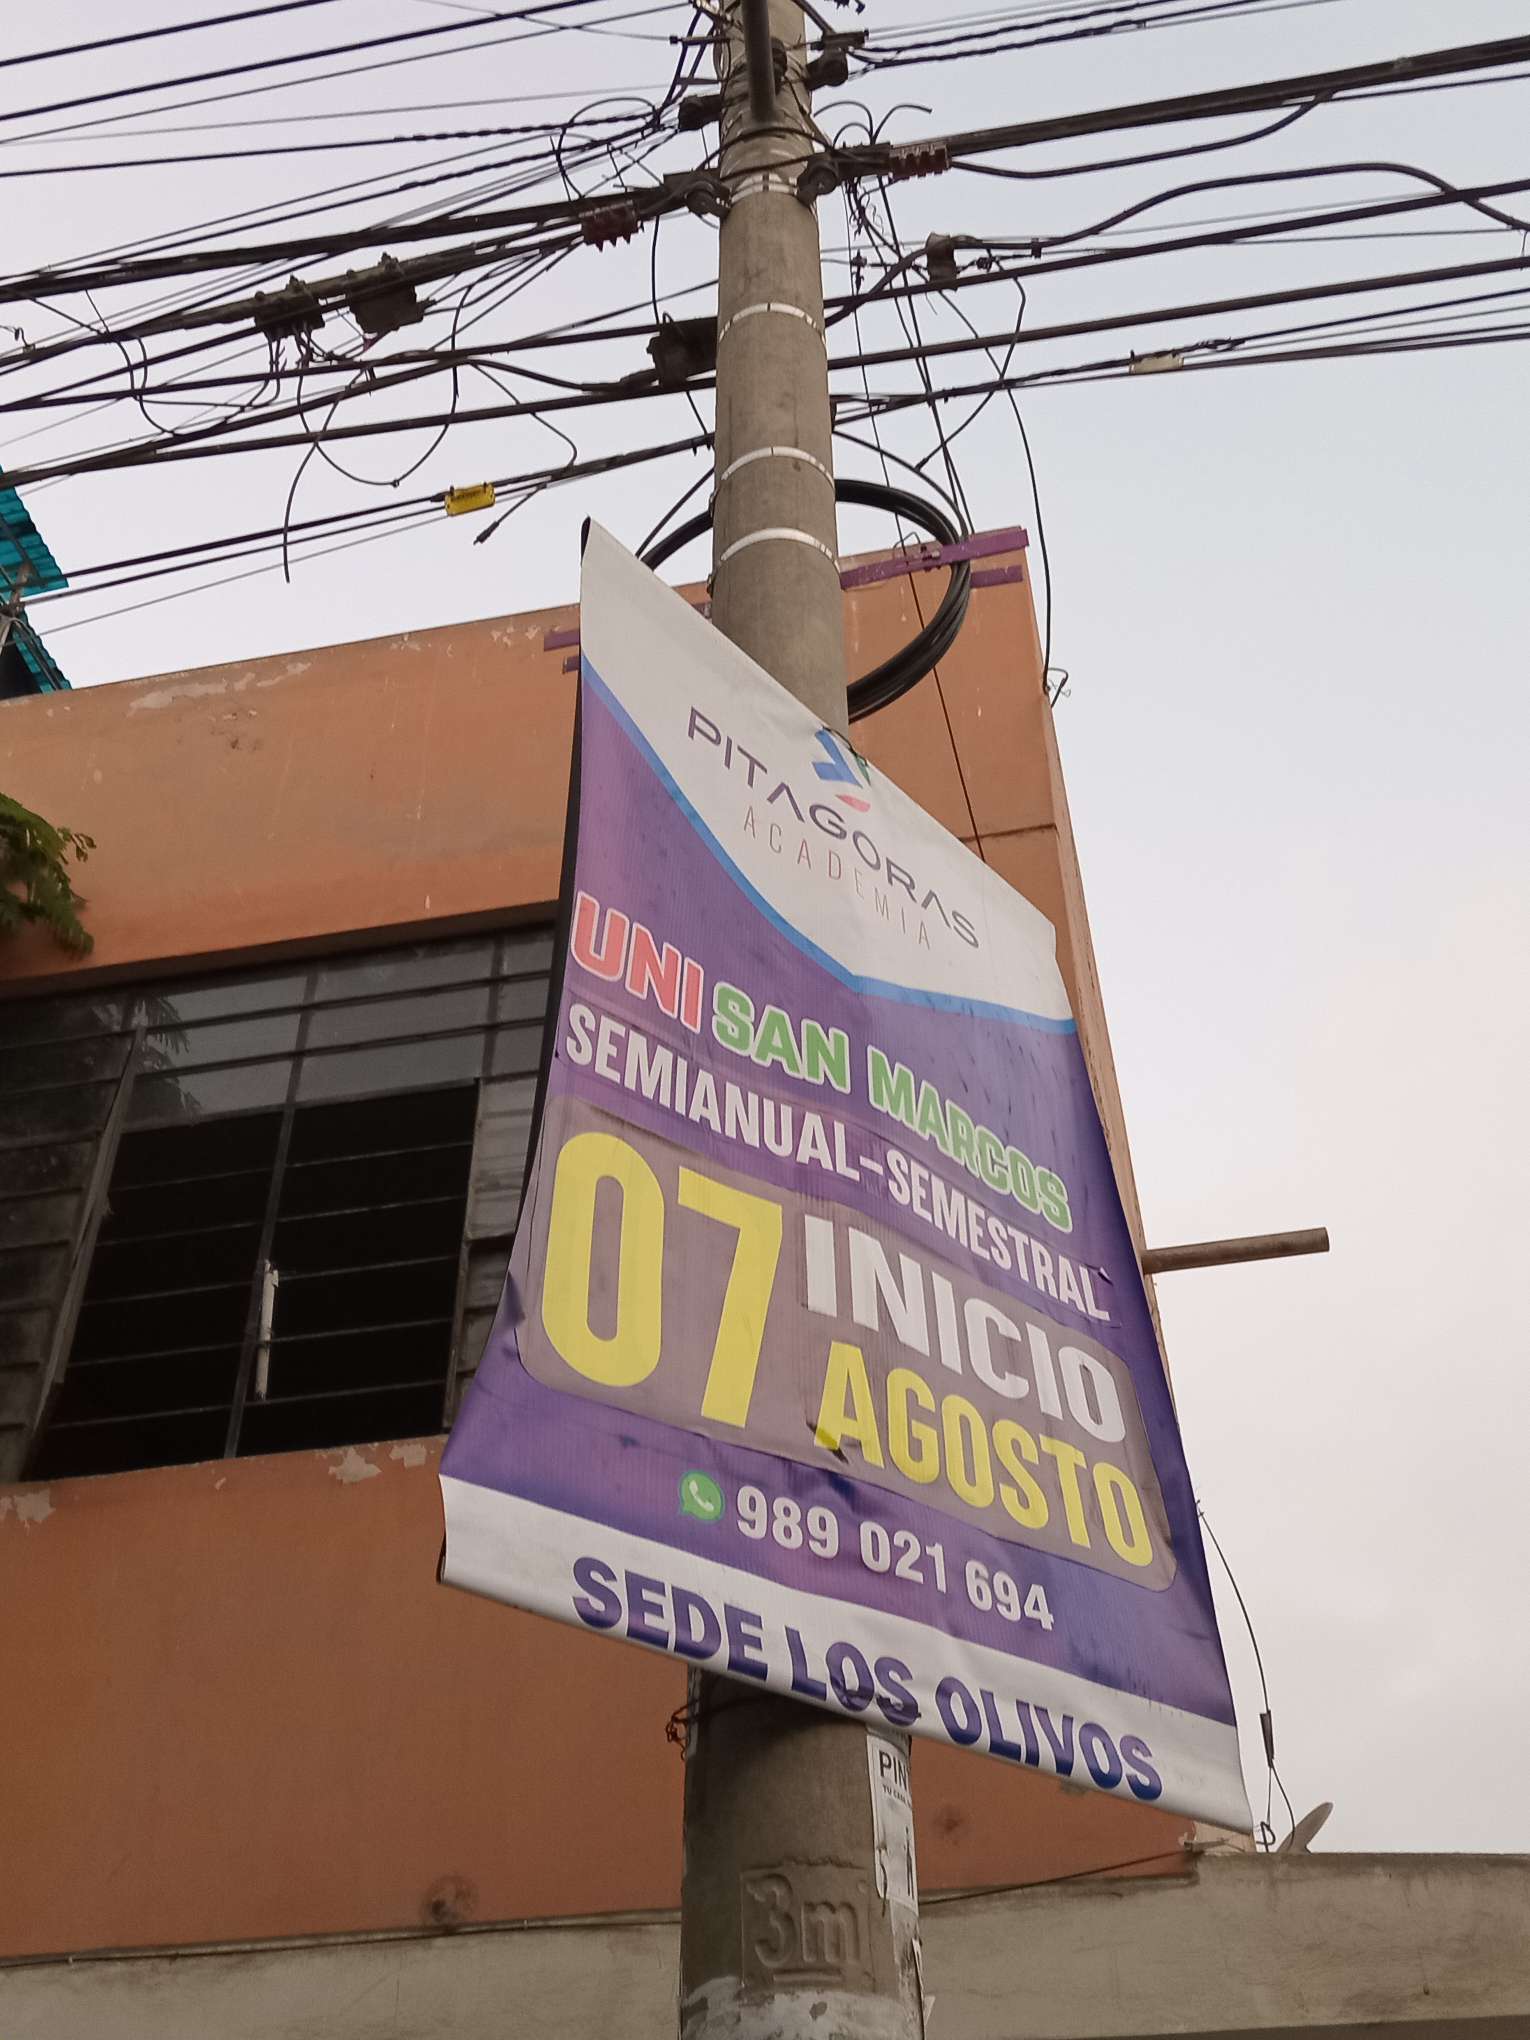 PITAGORAS
ACADEMIA
UNI SAN MARCOS
SEMIANUAL-SEMESTRAL
07 INICIO
AGOSTO
989 021 694
SEDE LOS OLIVOS
3m